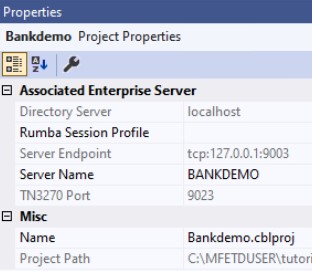 Properties
Bankdemo Project Properties
Associated Enterprise Server
Directory Server localhost
Rumba Session Profile
Server Endpoint tcp:127.0.0.1:9003
Server Name BANKDEMO
TN3270 Port 9023
Misc
Name Bankdemo.cblproj
Project Path C:\MFETDUSER\tutori